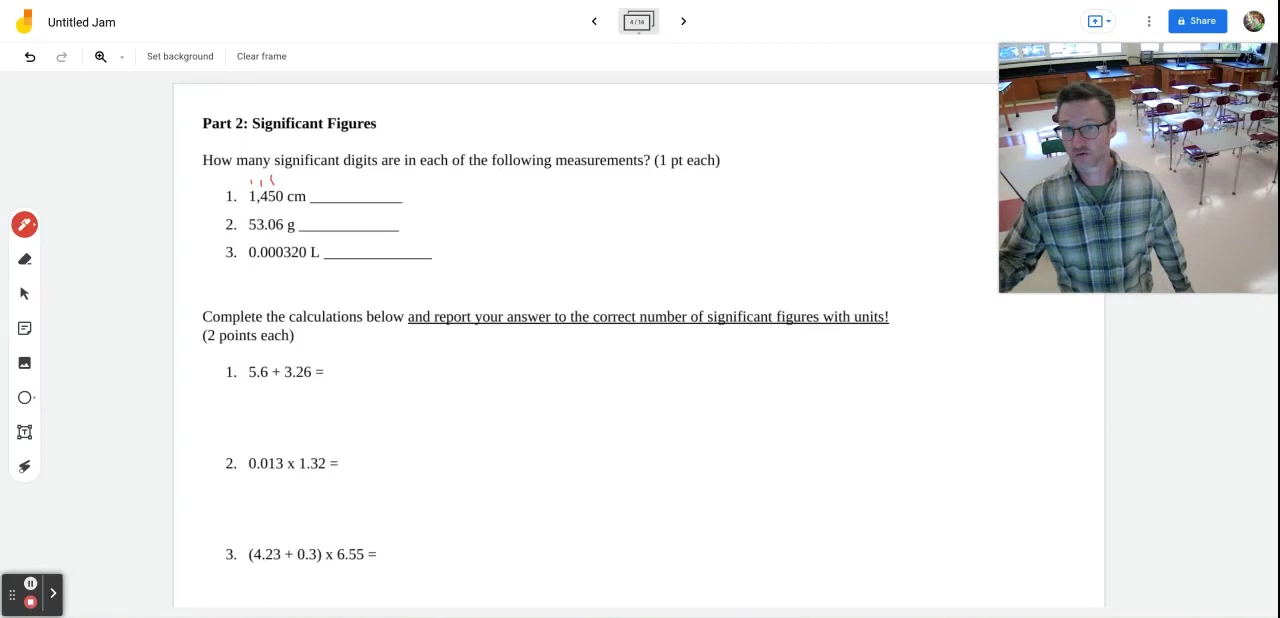 Untitled Jam
4 / 14
Share
Set background
Clear frame
Part 2: Significant Figures
How many significant digits are in each of the following measurements? (1 pt each)
1. 1,450 cm ____________
2. 53.06 g _____________
3. 0.000320 L ______________
Complete the calculations below and report your answer to the correct number of significant figures with units!
(2 points each)
1. 5.6 + 3.26 =
2. 0.013 x 1.32 =
3. (4.23 + 0.3) x 6.55 =